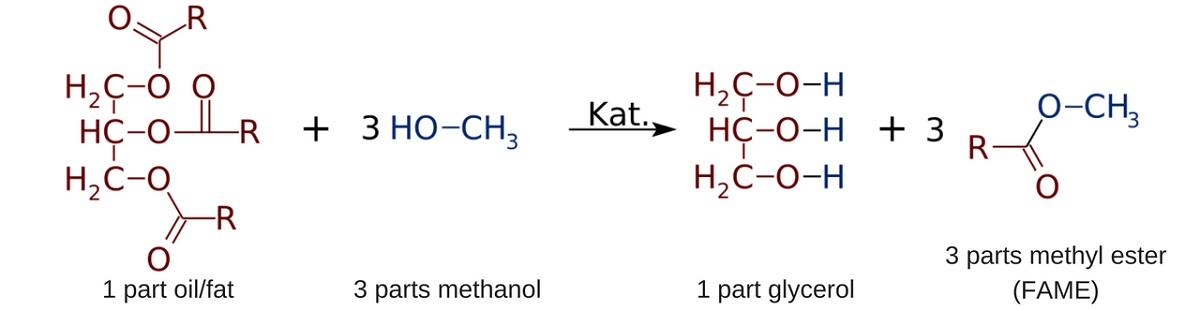 O R
H2C–O O
HC–O R + 3 HO–CH3 Kat. H2C–O–H
HC–O–H + 3 R O–CH3
H2C–O H2C–O–H O
R
O
1 part oil/fat 3 parts methanol 1 part glycerol 3 parts methyl ester
(FAME)